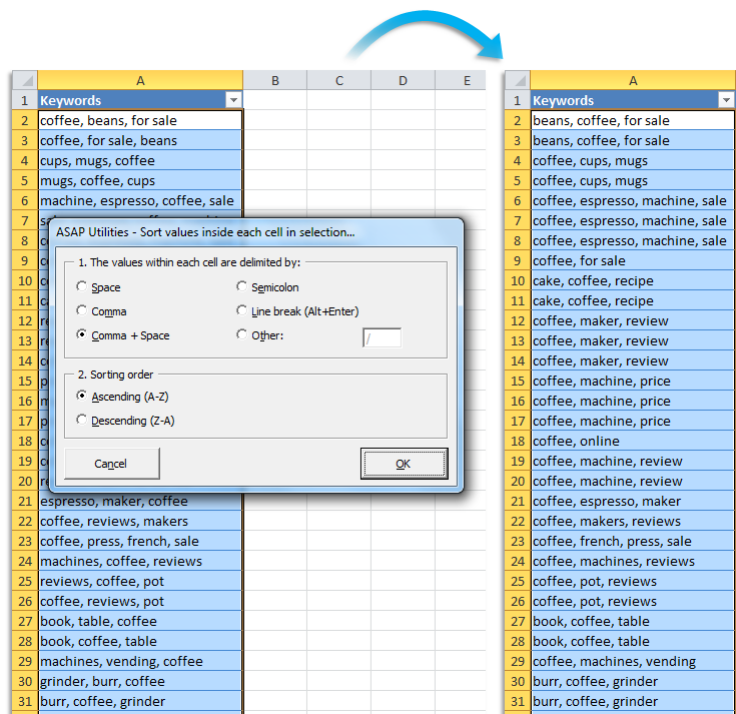 A B C D E
1 Keywords
2 coffee, beans, for sale
3 coffee, for sale, beans
4 cups, mugs, coffee
5 mugs, coffee, cups
6 machine, espresso, coffee, sale
7
8
9
10
11
12
13
14
15
16
17
18
19
20
21 espresso, maker, coffee
22 coffee, reviews, makers
23 coffee, press, french, sale
24 machines, coffee, reviews
25 reviews, coffee, pot
26 coffee, reviews, pot
27 book, table, coffee
28 book, coffee, table
29 machines, vending, coffee
30 grinder, burr, coffee
31 burr, coffee, grinder
ASAP Utilities - Sort values inside each cell in selection...
1. The values within each cell are delimited by:
Space Semicolon
Comma Line break (Alt+Enter)
Comma + Space Other: /
2. Sorting order
Ascending (A-Z)
Descending (Z-A)
Cancel OK
A
1 Keywords
2 beans, coffee, for sale
3 beans, coffee, for sale
4 coffee, cups, mugs
5 coffee, cups, mugs
6 coffee, espresso, machine, sale
7 coffee, espresso, machine, sale
8 coffee, espresso, machine, sale
9 coffee, for sale
10 cake, coffee, recipe
11 cake, coffee, recipe
12 coffee, maker, review
13 coffee, maker, review
14 coffee, maker, review
15 coffee, machine, price
16 coffee, machine, price
17 coffee, machine, price
18 coffee, online
19 coffee, machine, review
20 coffee, machine, review
21 coffee, espresso, maker
22 coffee, makers, reviews
23 coffee, french, press, sale
24 coffee, machines, reviews
25 coffee, pot, reviews
26 coffee, pot, reviews
27 book, coffee, table
28 book, coffee, table
29 coffee, machines, vending
30 burr, coffee, grinder
31 burr, coffee, grinder